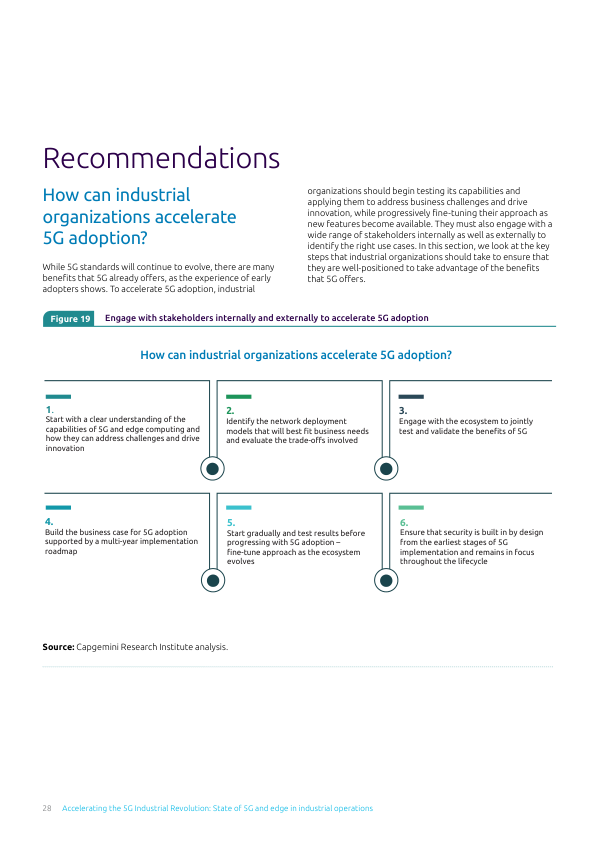 Recommendations
How can industrial
organizations accelerate
5G adoption?
While 5G standards will continue to evolve, there are many
benefits that 5G already offers, as the experience of early
adopters shows. To accelerate 5G adoption, industrial
organizations should begin testing its capabilities and
applying them to address business challenges and drive
innovation, while progressively fine-tuning their approach as
new features become available. They must also engage with a
wide range of stakeholders internally as well as externally to
identify the right use cases. In this section, we look at the key
steps that industrial organizations should take to ensure that
they are well-positioned to take advantage of the benefits
that 5G offers.
Figure 19 Engage with stakeholders internally and externally to accelerate 5G adoption
How can industrial organizations accelerate 5G adoption?
1.
Start with a clear understanding of the
capabilities of 5G and edge computing and
how they can address challenges and drive
innovation
2.
Identify the network deployment
models that will best fit business needs
and evaluate the trade-offs involved
3.
Engage with the ecosystem to jointly
test and validate the benefits of 5G
4.
Build the business case for 5G adoption
supported by a multi-year implementation
roadmap
5.
Start gradually and test results before
progressing with 5G adoption –
fine-tune approach as the ecosystem
evolves
6.
Ensure that security is built in by design
from the earliest stages of 5G
implementation and remains in focus
throughout the lifecycle
Source: Capgemini Research Institute analysis.
28 Accelerating the 5G Industrial Revolution: State of 5G and edge in industrial operations